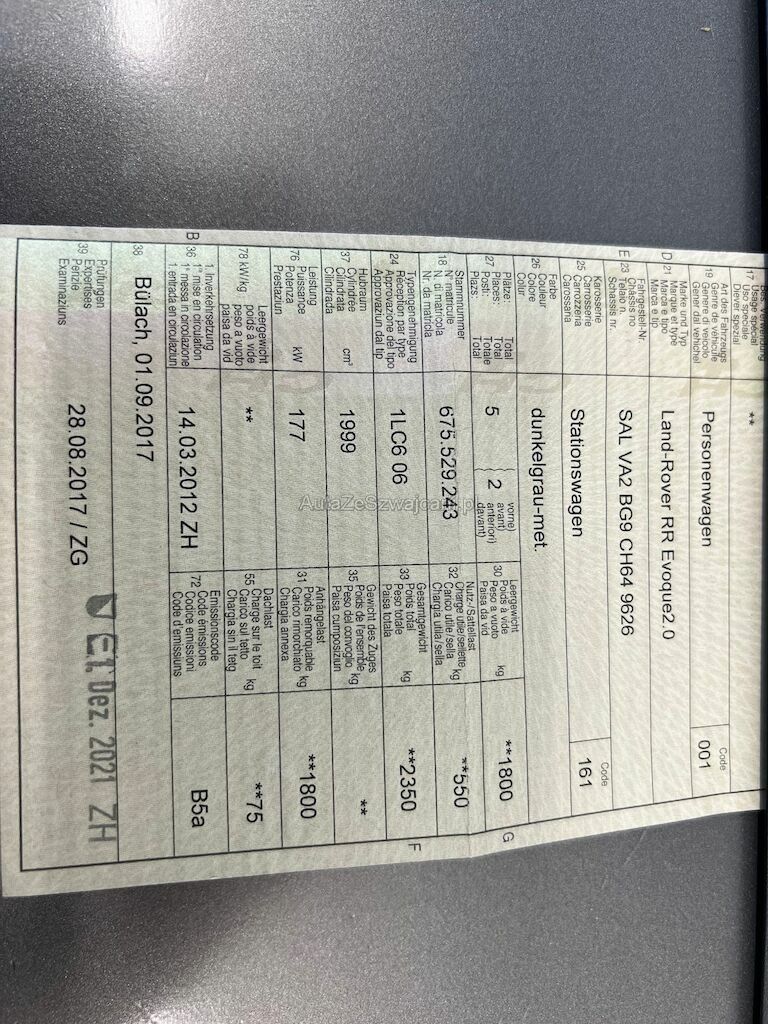 17 Usage spécial
Uso speciale
Diever spezial
**
Art des Fahrzeugs
19 Genre de véhicule
Genere di veicolo
Gener dal vehichel
Personenwagen
Code
001
Marke und Typ
D 21 Marque et type
Marca e tipo
Marca e tip
Land-Rover RR Evoque2.0
Fahrgestell-Nr.
E 23 Châssis no
Telaio n.
Schassis nr.
SAL VA2 BG9 CH64 9626
Karosserie
25 Carrosserie
Carrozzeria
Carossaria
Stationswagen
Code
161
Farbe
26 Couleur
Colore
Colur
dunkelgrau-met.
Plätze: Total
27 Places: Totale
Posti: Totale
Plazs: Total
5
2
vorne)
avant)
anteriori)
davant)
Leergewicht
30 Poids à vide
Peso a vuoto
Paisa da vid
kg
**1800
G
Stammnummer
18 N° matricule
N. di matricola
Nr. da matricla
675.529.243
Nutz-/Sattellast
32 Charge utile/sellette
Carico utile/sella
Chargia utila/sella
kg
**550
Typengenehmigung
24 Réception par type
Approvazione del tipo
Approvaziun dal tip
1LC6 06
Gesamtgewicht
33 Poids total
Peso totale
Paisa totala
kg
**2350
F
Hubraum
37 Cylindrée
Cilindrata
Cilindrada
cm³
1999
Gewicht des Zuges
35 Poids de l'ensemble
Peso del convoglio
Paisa cumposiziun
kg
**
Leistung
76 Puissance
Potenza
Prestaziun
kW
177
Anhängelast
31 Poids remorquable
Carico rimorchiato
Chargia annexa
kg
**1800
78 kW/kg
Leergewicht
poids à vide
peso a vuoto
paisa da vid
**
Dachlast
55 Charge sur le toit
Carico sul tetto
Chargia sin il tetg
kg
**75
1. Inverkehrsetzung
B 36 1re mise en circulation
1a messa in circolazione
1. entrada en circulaziun
14.03.2012 ZH
Emissionscode
72 Code émissions
Codice emissioni
Code d'emissiuns
B5a
38
Bülach, 01.09.2017
Prüfungen
39 Expertises
Perizie
Examinaziuns
28.08.2017 / ZG
Dez. 2021 ZH
AutaZeSzwajcarii.pl